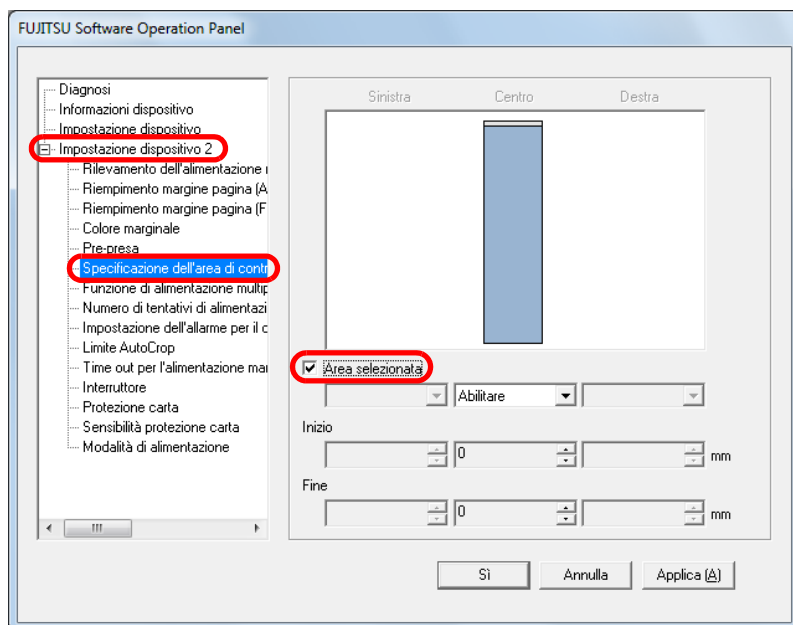 FUJITSU Software Operation Panel
Diagnosi
Informazioni dispositivo
Impostazione dispositivo
Impostazione dispositivo 2
Rilevamento dell'alimentazione
Riempimento margine pagina (A
Riempimento margine pagina (F
Colore marginale
Pre-presa
Specificazione dell'area di contr
Funzione di alimentazione multip
Numero di tentativi di alimentazi
Impostazione dell'allarme per il c
Limite AutoCrop
Time out per l'alimentazione mar
Interruttore
Protezione carta
Sensibilità protezione carta
Modalità di alimentazione
Sinistra Centro Destra
Area selezionata
Abilitare
Inizio
0 mm
Fine
0 mm
Sì Annulla Applica (A)